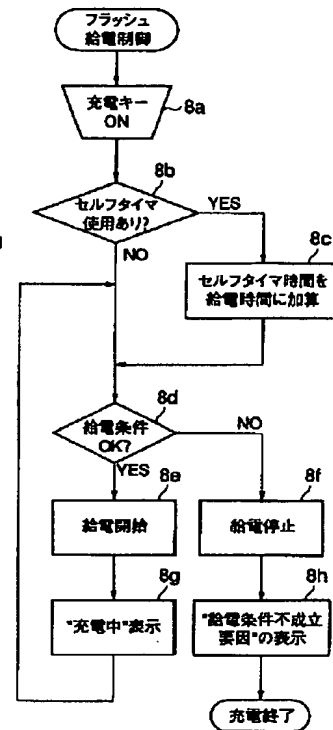 フラッシュ
給電制御
充電キー
ON
8a
8b
セルフタイマ
使用あり?
YES
NO
8c
セルフタイマ時間を
給電時間に加算
8d
給電条件
OK?
NO
YES
8e
給電開始
8f
給電停止
8g
"充電中"表示
8h
"給電条件不成立
要因"の表示
充電終了